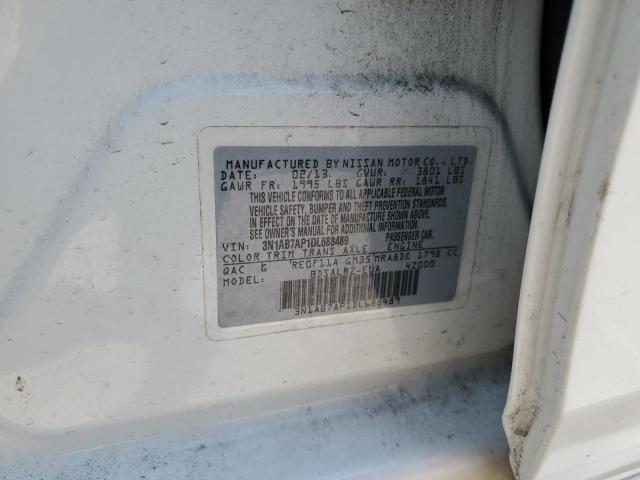 MANUFACTURED BY NISSAN MOTOR CO., LTD.
DATE: 02/13 GVWR: 3801 LBS
GAWR FR: 1995 LBS GAWR RR: 1841 LBS
THIS VEHICLE CONFORMS TO ALL APPLICABLE FEDERAL MOTOR
VEHICLE SAFETY, BUMPER AND THEFT PREVENTION STANDARDS
IN EFFECT ON THE DATE OF MANUFACTURE SHOWN ABOVE.
SEE OWNER'S MANUAL FOR ADDITIONAL INFORMATION.
VIN: 3N1AB7AP1DL688489 PASSENGER CAR
COLOR TRIM TRANS AXLE ENGINE
QAC G RE0F11A GH35 MRA8DE 1798 CC
MODEL: BDSALRZ-EUA 42000
3N1AB7AP1DL688489